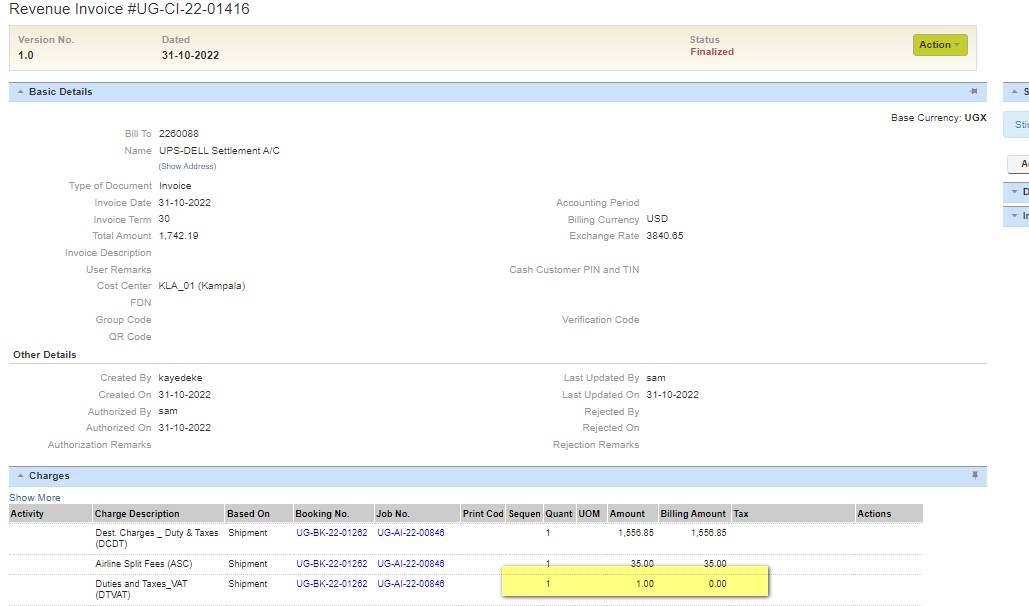 Revenue Invoice #UG-CI-22-01416
Version No. Dated Status
1.0 31-10-2022 Finalized
Action
Basic Details
Base Currency: UGX
Bill To 2260088
Name UPS-DELL Settlement A/C
(Show Address)
Type of Document Invoice
Invoice Date 31-10-2022 Accounting Period
Invoice Term 30 Billing Currency USD
Total Amount 1,742.19 Exchange Rate 3840.65
Invoice Description
User Remarks Cash Customer PIN and TIN
Cost Center KLA_01 (Kampala)
FDN
Group Code Verification Code
QR Code
Other Details
Created By kayedeke Last Updated By sam
Created On 31-10-2022 Last Updated On 31-10-2022
Authorized By sam Rejected By
Authorized On 31-10-2022 Rejected On
Authorization Remarks Rejection Remarks
Charges
Show More
Activity Charge Description Based On Booking No. Job No. Print Cod Sequen Quanti UOM Amount Billing Amount Tax Actions
Dest. Charges _ Duty & Taxes Shipment UG-BK-22-01262 UG-AI-22-00846 1 1,556.85 1,556.85
(DCDT)
Airline Split Fees (ASC) Shipment UG-BK-22-01262 UG-AI-22-00846 1 35.00 35.00
Duties and Taxes_VAT Shipment UG-BK-22-01262 UG-AI-22-00846 1 1.00 0.00
(DTVAT)